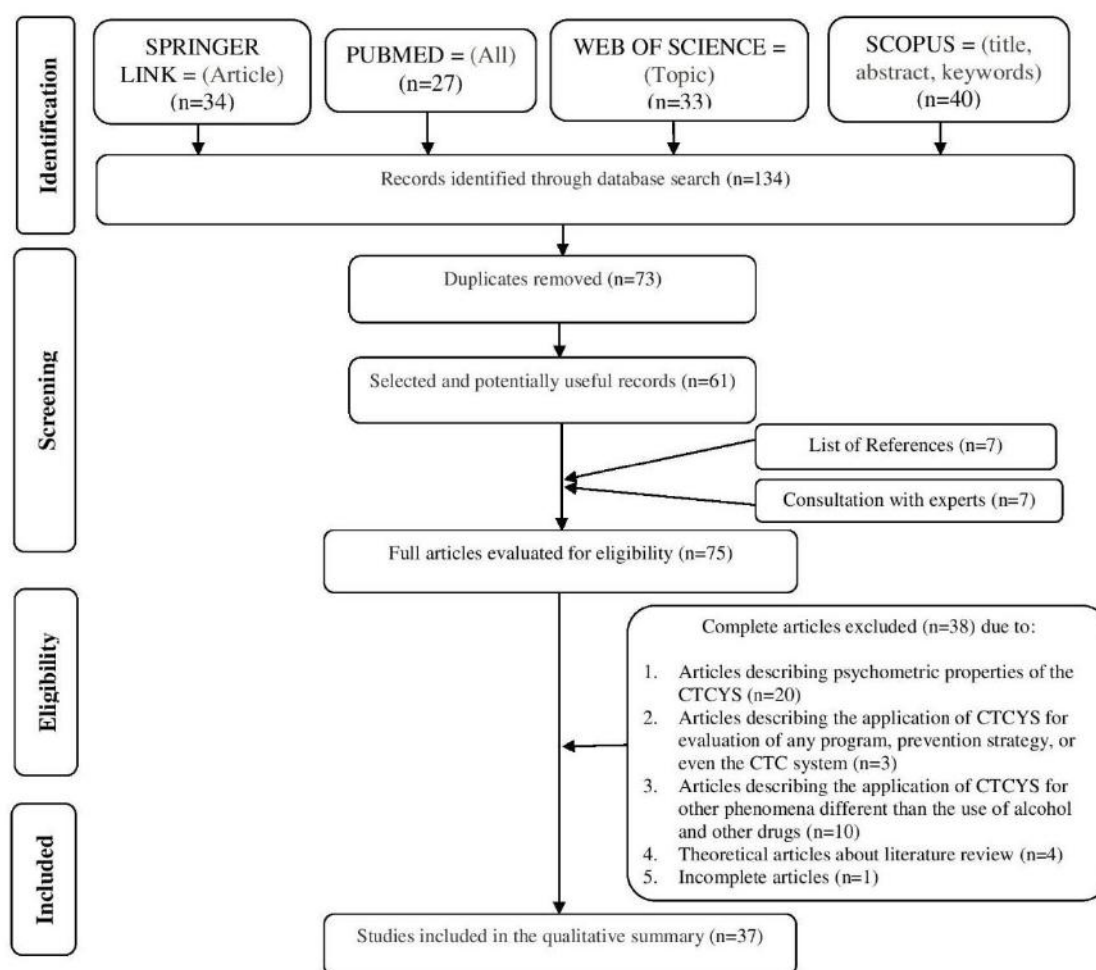 Identification
SPRINGER
LINK = (Article)
(n=34)
PUBMED = (All)
(n=27)
WEB OF SCIENCE =
(Topic)
(n=33)
SCOPUS = (title,
abstract, keywords)
(n=40)
Records identified through database search (n=134)
Screening
Duplicates removed (n=73)
Selected and potentially useful records (n=61)
List of References (n=7)
Consultation with experts (n=7)
Full articles evaluated for eligibility (n=75)
Eligibility
Complete articles excluded (n=38) due to:
1. Articles describing psychometric properties of the
CTCYS (n=20)
2. Articles describing the application of CTCYS for
evaluation of any program, prevention strategy, or
even the CTC system (n=3)
3. Articles describing the application of CTCYS for
other phenomena different than the use of alcohol
and other drugs (n=10)
4. Theoretical articles about literature review (n=4)
5. Incomplete articles (n=1)
Included
Studies included in the qualitative summary (n=37)